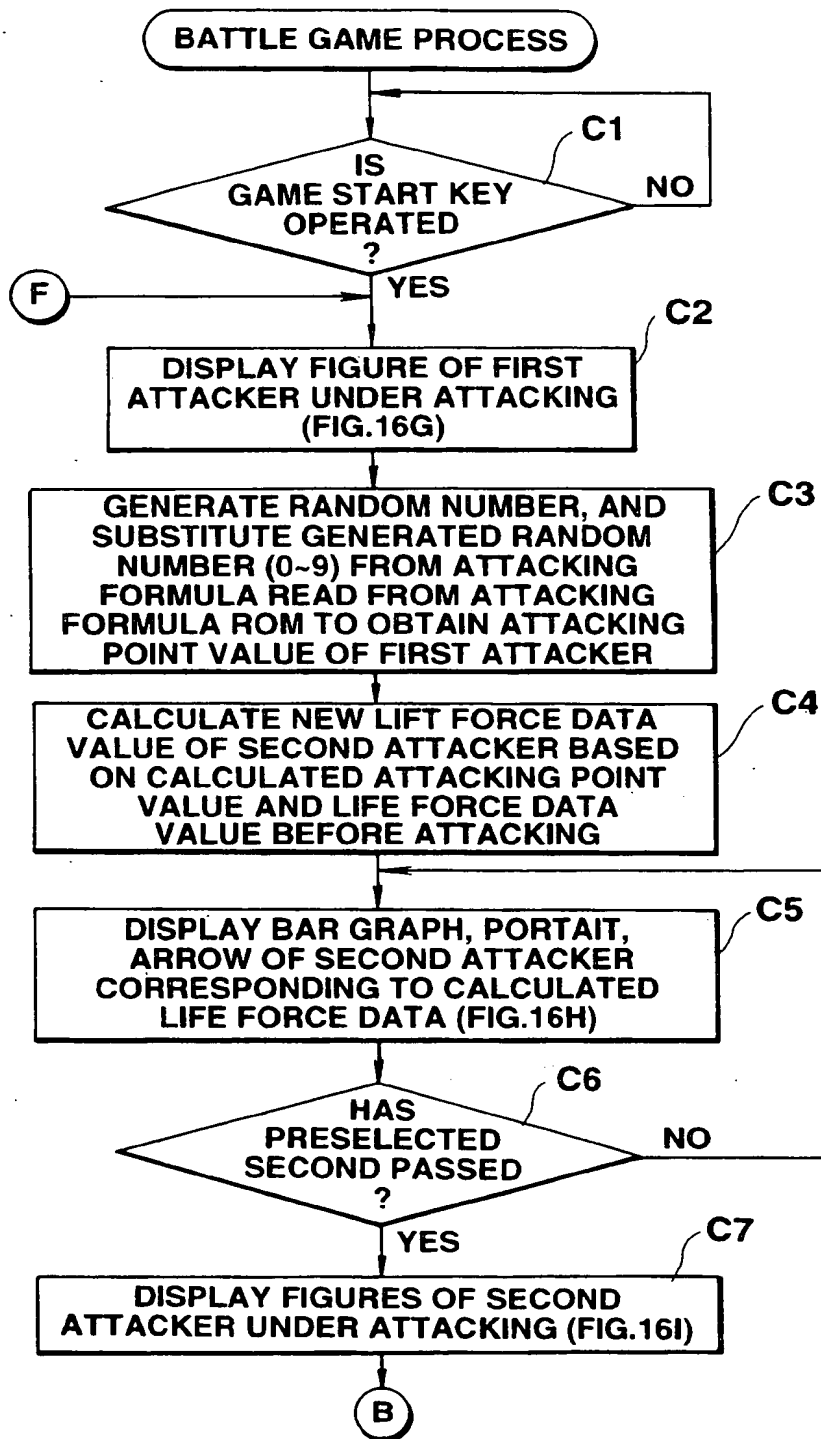 BATTLE GAME PROCESS
C1
IS
GAME START KEY
OPERATED
?
NO
YES
F
C2
DISPLAY FIGURE OF FIRST
ATTACKER UNDER ATTACKING
(FIG.16G)
C3
GENERATE RANDOM NUMBER, AND
SUBSTITUTE GENERATED RANDOM
NUMBER (0~9) FROM ATTACKING
FORMULA READ FROM ATTACKING
FORMULA ROM TO OBTAIN ATTACKING
POINT VALUE OF FIRST ATTACKER
C4
CALCULATE NEW LIFT FORCE DATA
VALUE OF SECOND ATTACKER BASED
ON CALCULATED ATTACKING POINT
VALUE AND LIFE FORCE DATA
VALUE BEFORE ATTACKING
C5
DISPLAY BAR GRAPH, PORTAIT,
ARROW OF SECOND ATTACKER
CORRESPONDING TO CALCULATED
LIFE FORCE DATA (FIG.16H)
C6
HAS
PRESELECTED
SECOND PASSED
?
NO
YES
C7
DISPLAY FIGURES OF SECOND
ATTACKER UNDER ATTACKING (FIG.16I)
B